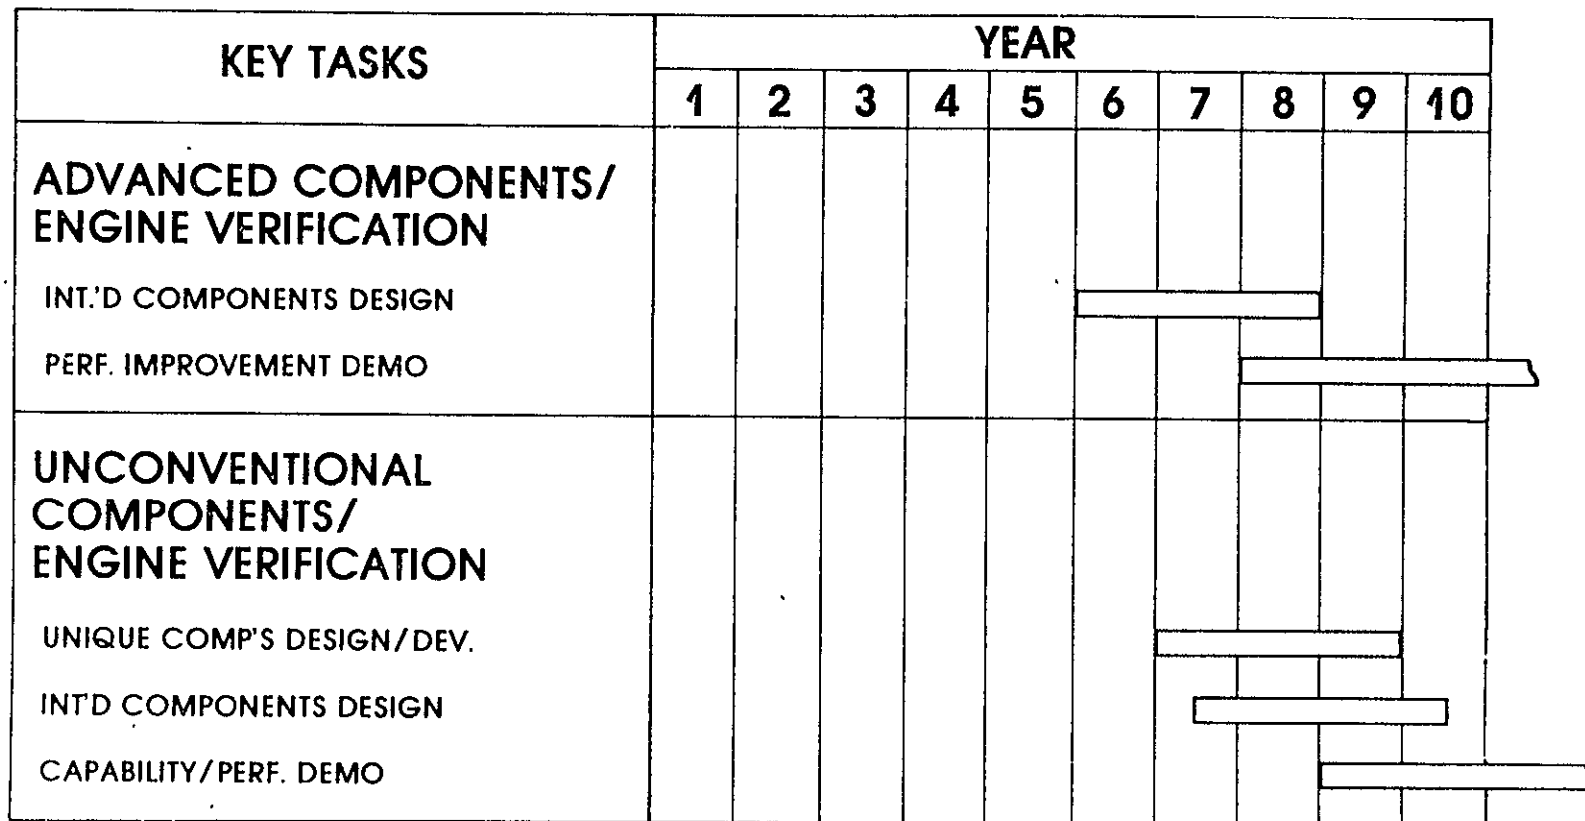 KEY TASKS
YEAR
1 2 3 4 5 6 7 8 9 10
ADVANCED COMPONENTS/
ENGINE VERIFICATION
INT.'D COMPONENTS DESIGN
PERF. IMPROVEMENT DEMO
UNCONVENTIONAL
COMPONENTS/
ENGINE VERIFICATION
UNIQUE COMP'S DESIGN/DEV.
INT'D COMPONENTS DESIGN
CAPABILITY/PERF. DEMO